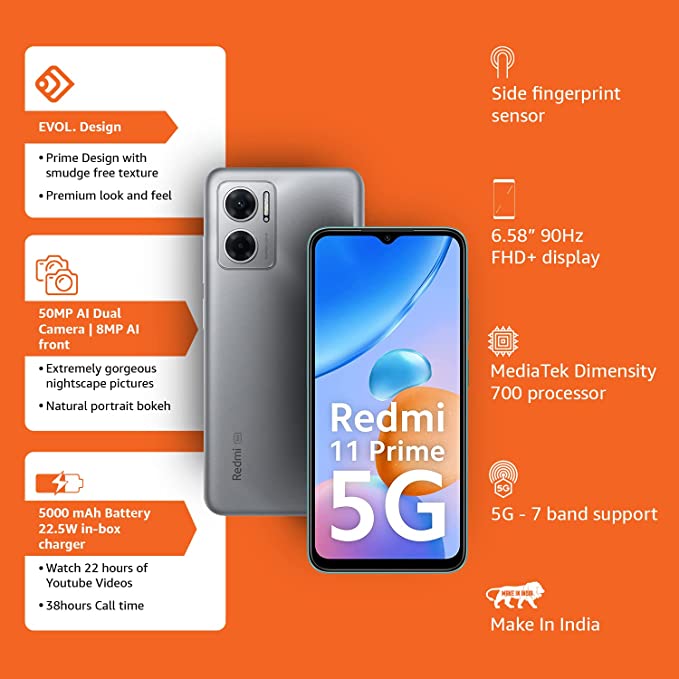 EVOL. Design
• Prime Design with
smudge free texture
• Premium look and feel
50MP AI Dual
Camera | 8MP AI
front
• Extremely gorgeous
nightscape pictures
• Natural portrait bokeh
5000 mAh Battery
22.5W in-box
charger
• Watch 22 hours of
Youtube Videos
• 38hours Call time
Redmi
Redmi
11 Prime
5G
Side fingerprint
sensor
6.58” 90Hz
FHD+ display
MediaTek Dimensity
700 processor
5G
5G - 7 band support
MAKE IN INDIA
Make In India